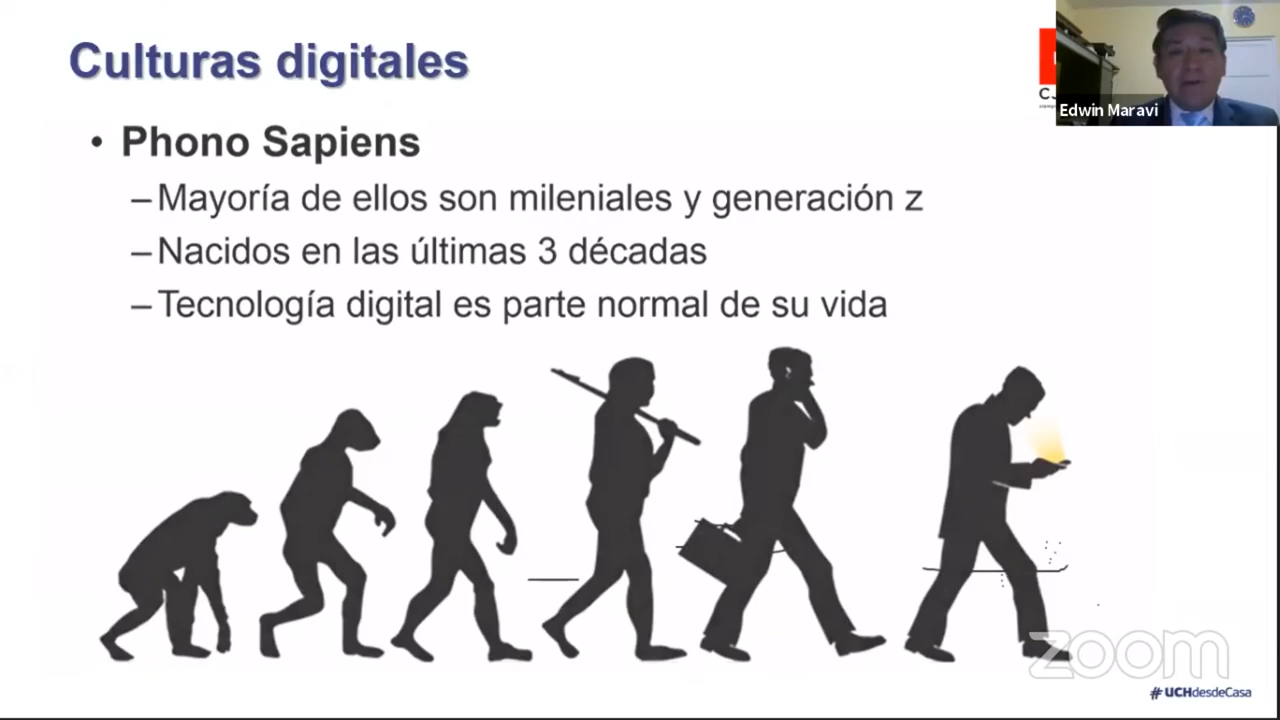 Culturas digitales
Edwin Maravi
• Phono Sapiens
– Mayoría de ellos son mileniales y generación z
– Nacidos en las últimas 3 décadas
– Tecnología digital es parte normal de su vida
zoom
#UCHdesdeCasa